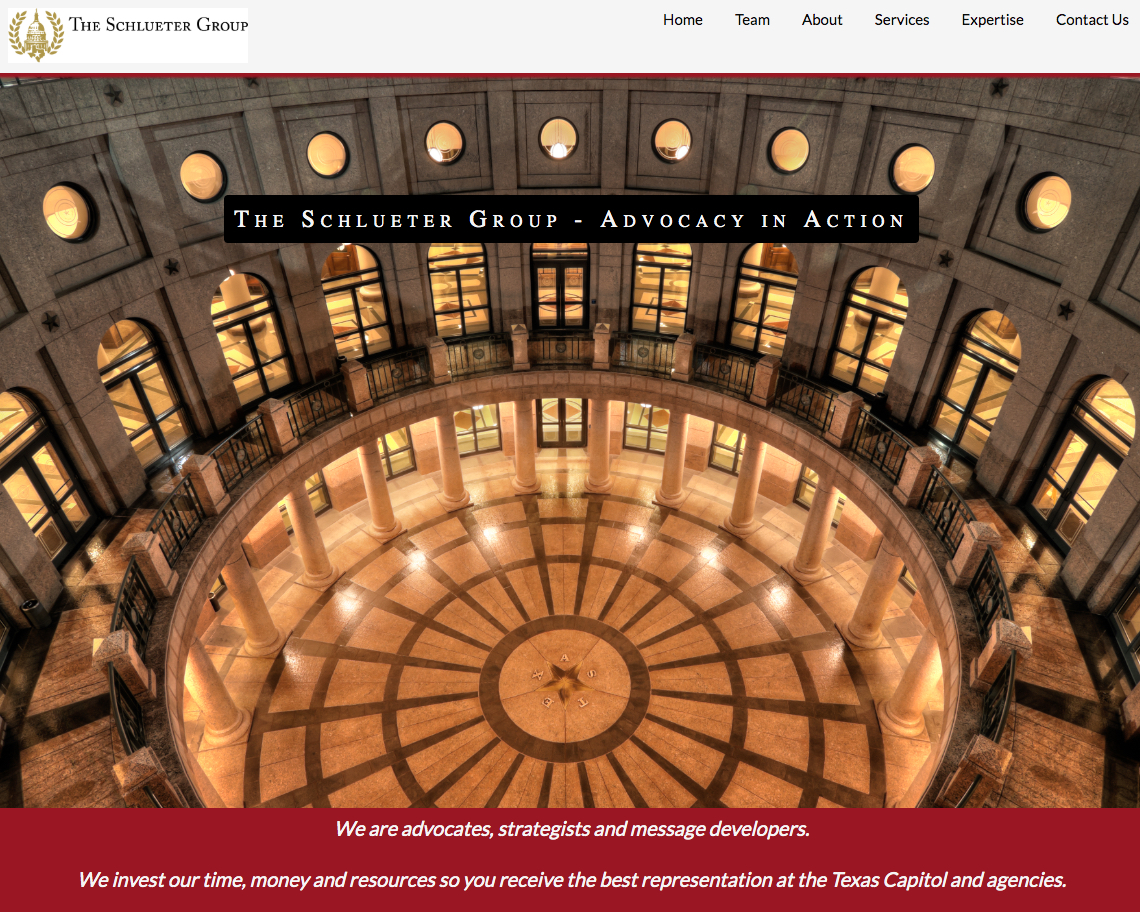 The Schlueter Group
Home Team About Services Expertise Contact Us
The Schlueter Group - Advocacy in Action
TEXAS
We are advocates, strategists and message developers.
We invest our time, money and resources so you receive the best representation at the Texas Capitol and agencies.